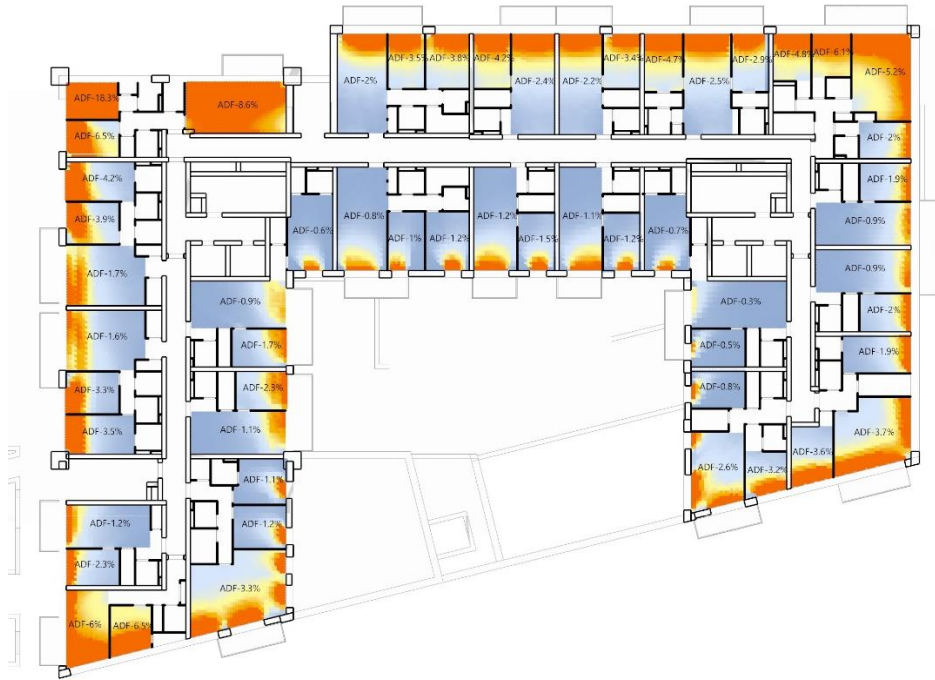 ADF-2%
ADF-3.5%
ADF-3.8%
ADF-4.2%
ADF-2.4%
ADF-2.2%
ADF-3.4%
ADF-4.7%
ADF-2.5%
ADF-2.9%
ADF-4.8%
ADF-6.1%
ADF-5.2%
ADF-18.3%
ADF-8.6%
ADF-6.5%
ADF-2%
ADF-4.2%
ADF-1.9%
ADF-3.9%
ADF-0.8%
ADF-1.2%
ADF-1.1%
ADF-0.9%
ADF-0.6%
ADF-1%
ADF-1.2%
ADF-1.5%
ADF-1.2%
ADF-0.7%
ADF-1.7%
ADF-0.9%
ADF-0.9%
ADF-0.3%
ADF-2%
ADF-1.6%
ADF-1.7%
ADF-0.5%
ADF-1.9%
ADF-3.3%
ADF-2.3%
ADF-0.8%
ADF-3.5%
ADF-1.1%
ADF-3.7%
ADF-3.6%
ADF-2.6%
ADF-3.2%
ADF-1.1%
ADF-1.2%
ADF-1.2%
ADF-2.3%
ADF-3.3%
ADF-6%
ADF-6.5%